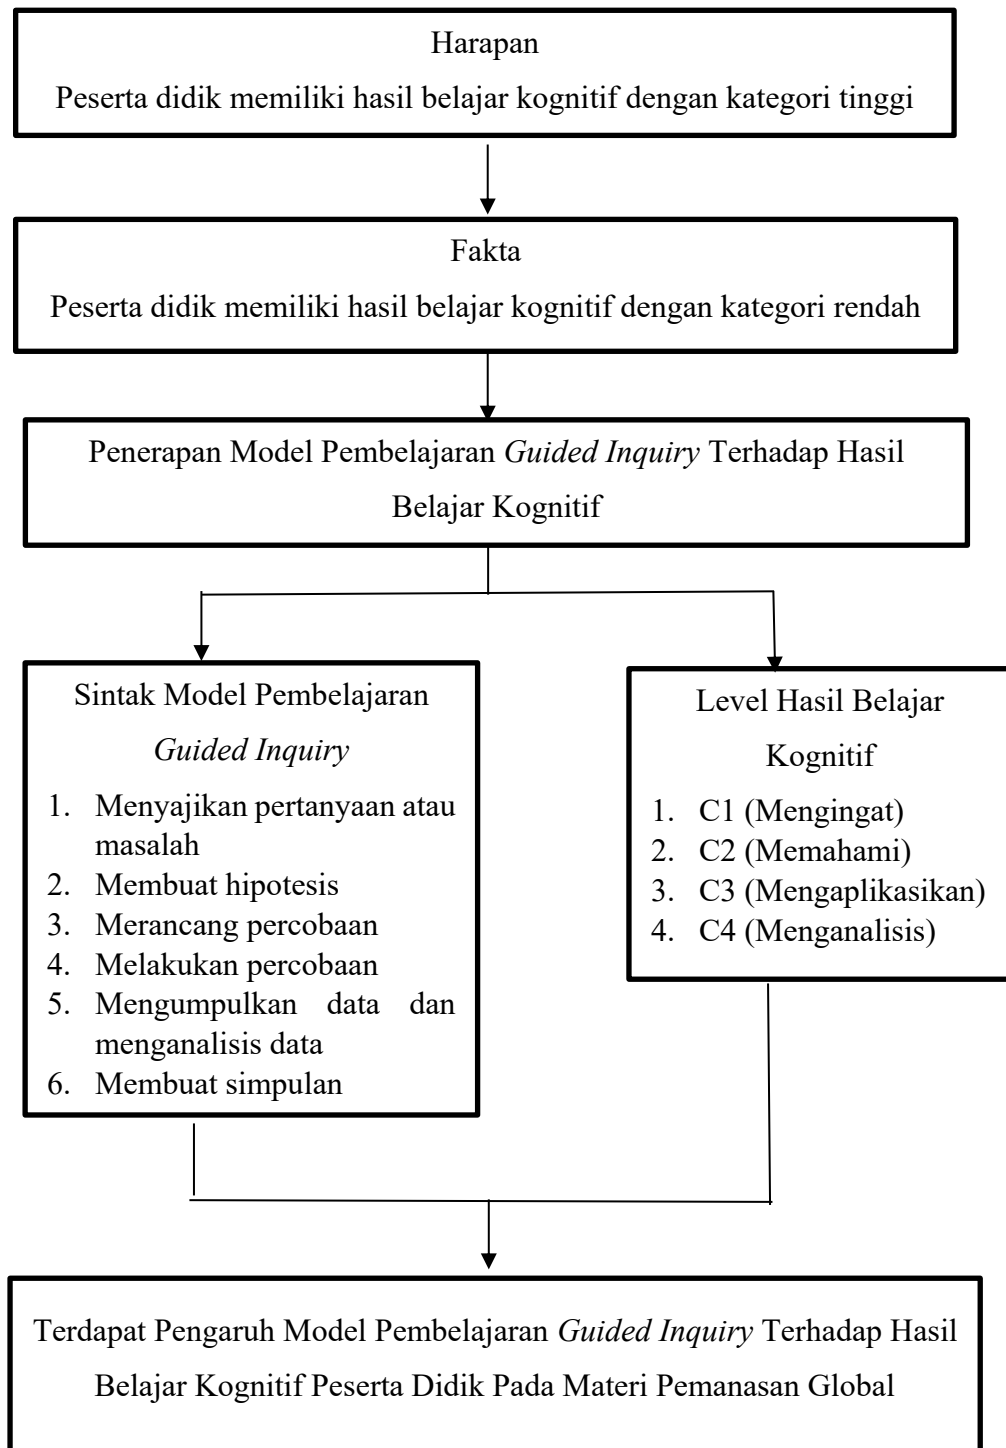 Harapan
Peserta didik memiliki hasil belajar kognitif dengan kategori tinggi
Fakta
Peserta didik memiliki hasil belajar kognitif dengan kategori rendah
Penerapan Model Pembelajaran Guided Inquiry Terhadap Hasil
Belajar Kognitif
Sintak Model Pembelajaran
Guided Inquiry
1. Menyajikan pertanyaan atau
masalah
2. Membuat hipotesis
3. Merancang percobaan
4. Melakukan percobaan
5. Mengumpulkan data dan
menganalisis data
6. Membuat simpulan
Level Hasil Belajar
Kognitif
1. C1 (Mengingat)
2. C2 (Memahami)
3. C3 (Mengaplikasikan)
4. C4 (Menganalisis)
Terdapat Pengaruh Model Pembelajaran Guided Inquiry Terhadap Hasil
Belajar Kognitif Peserta Didik Pada Materi Pemanasan Global